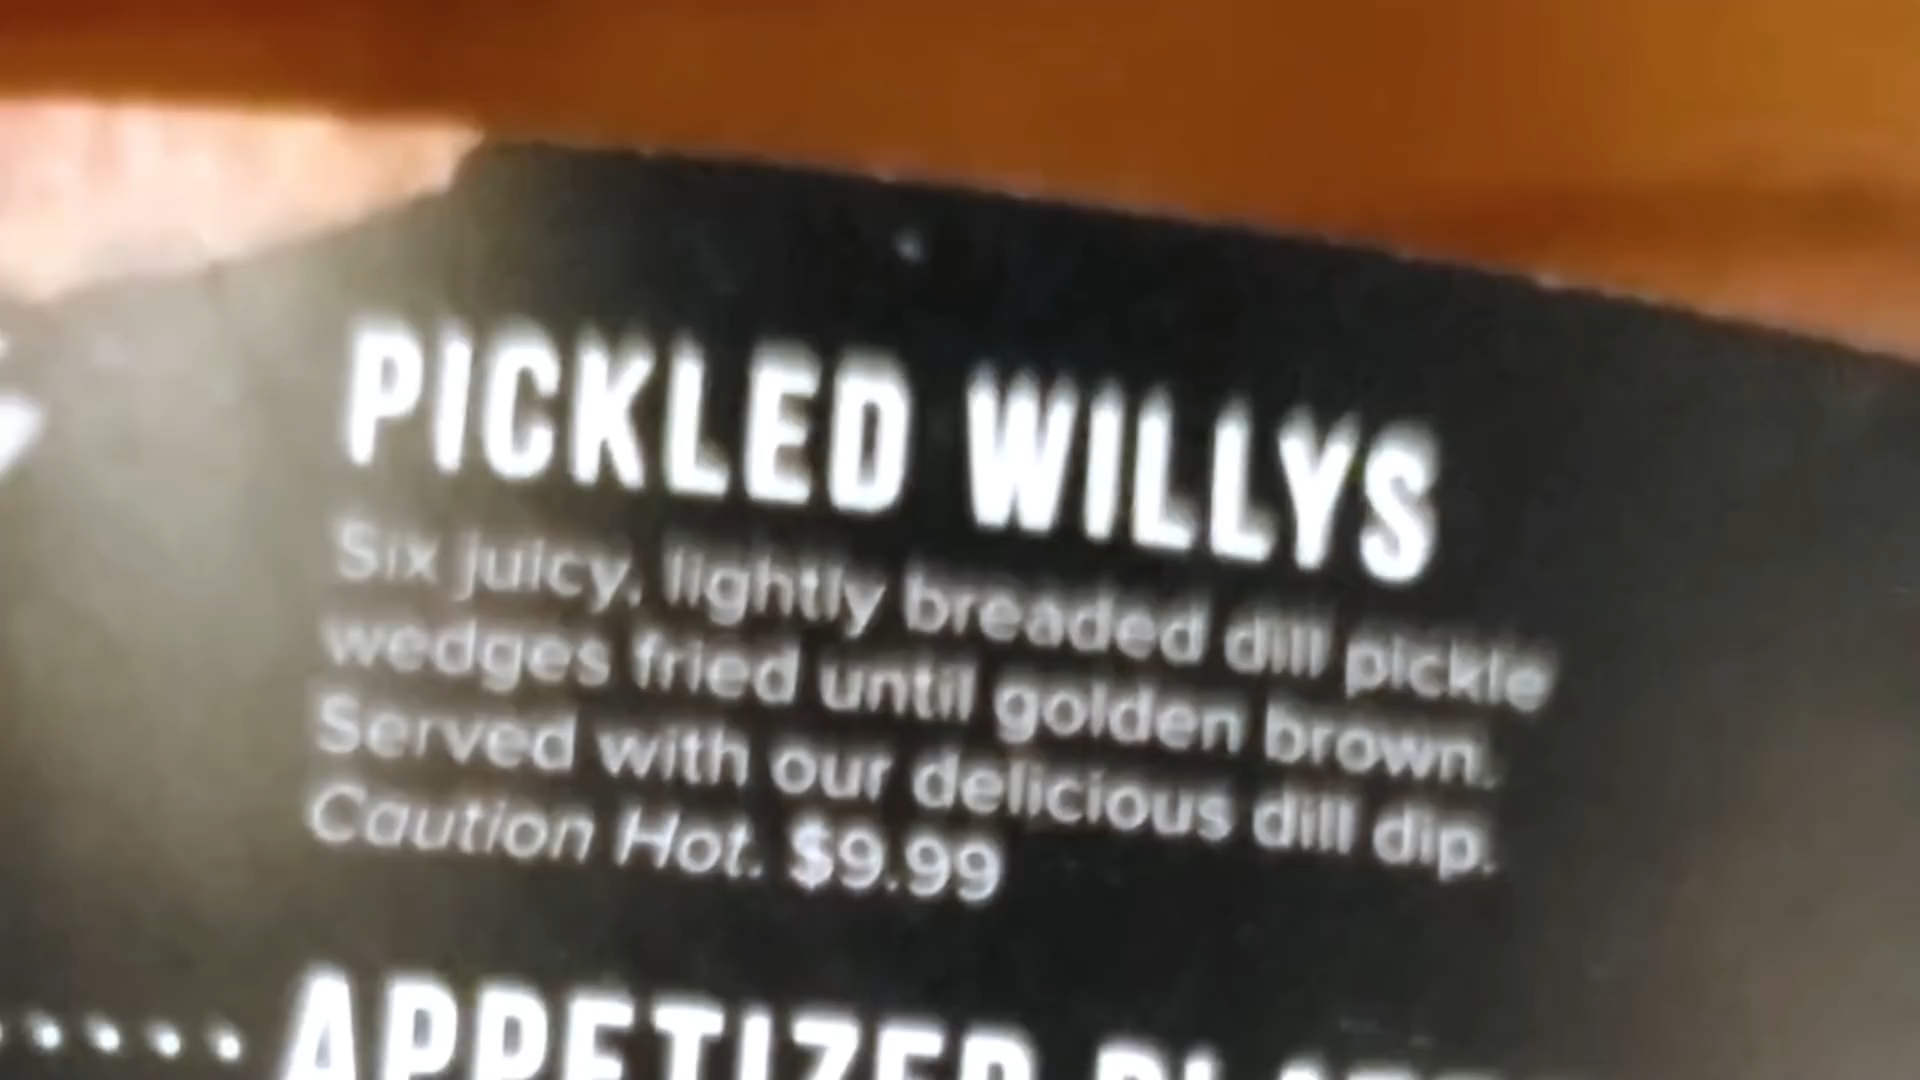 PICKLED WILLYS
Six juicy, lightly breaded dill pickle
wedges fried until golden brown.
Served with our delicious dill dip.
Caution Hot. $9.99
APPETIZER